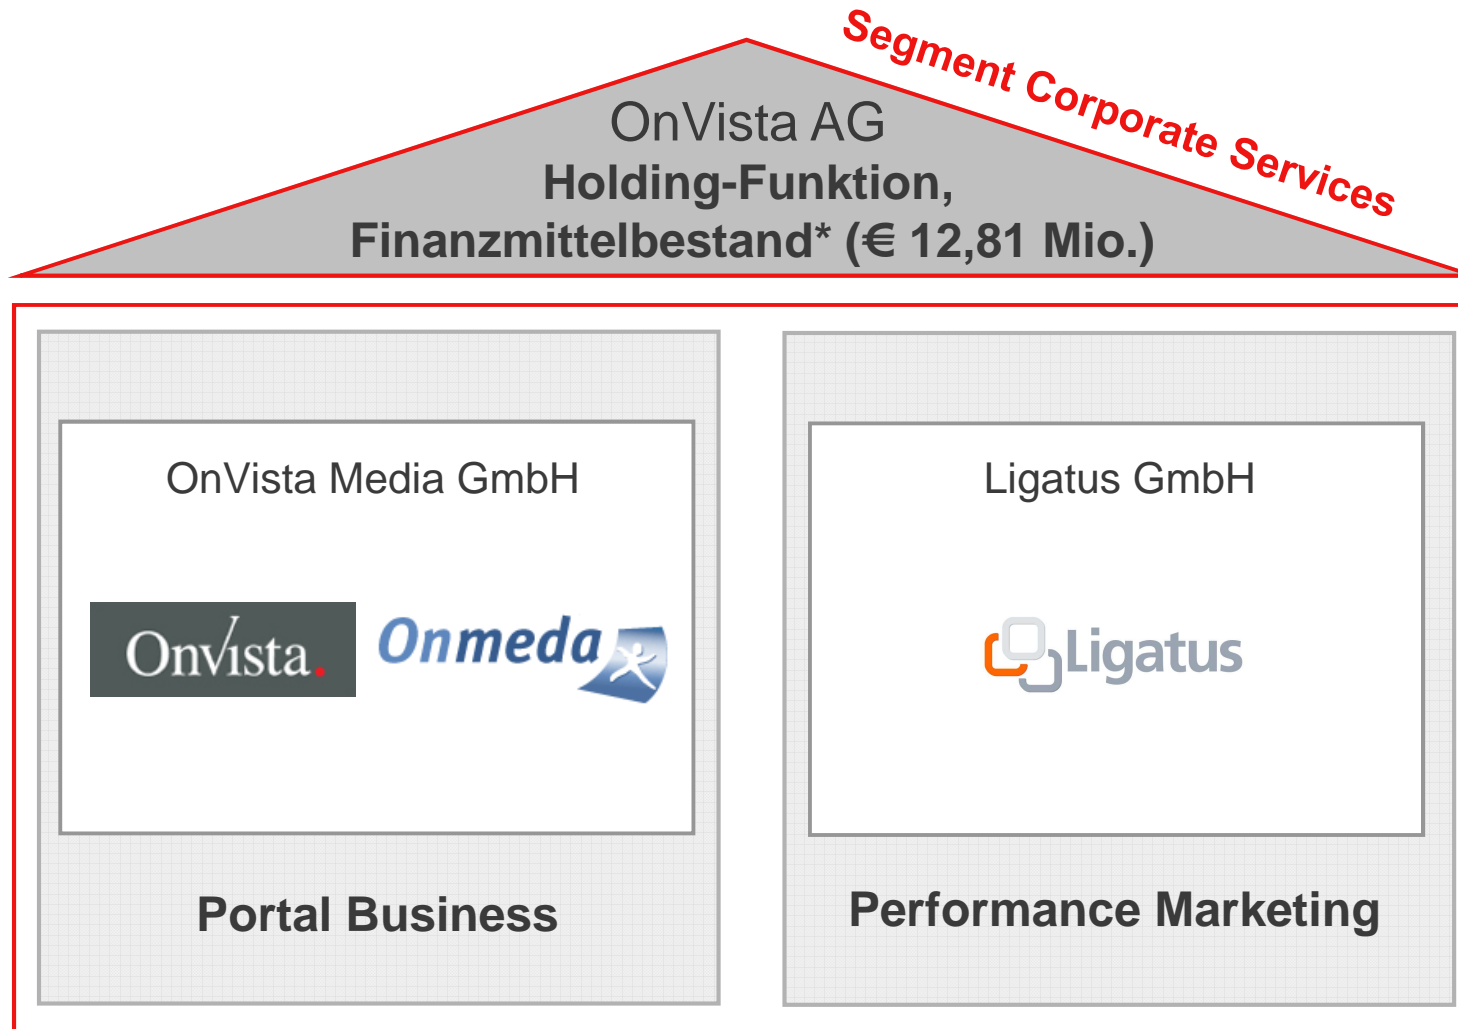 Segment Corporate Services
OnVista AG
Holding-Funktion,
Finanzmittelbestand* (€ 12,81 Mio.)
OnVista Media GmbH
Onvista.
Onmeda
Portal Business
Ligatus GmbH
Ligatus
Performance Marketing